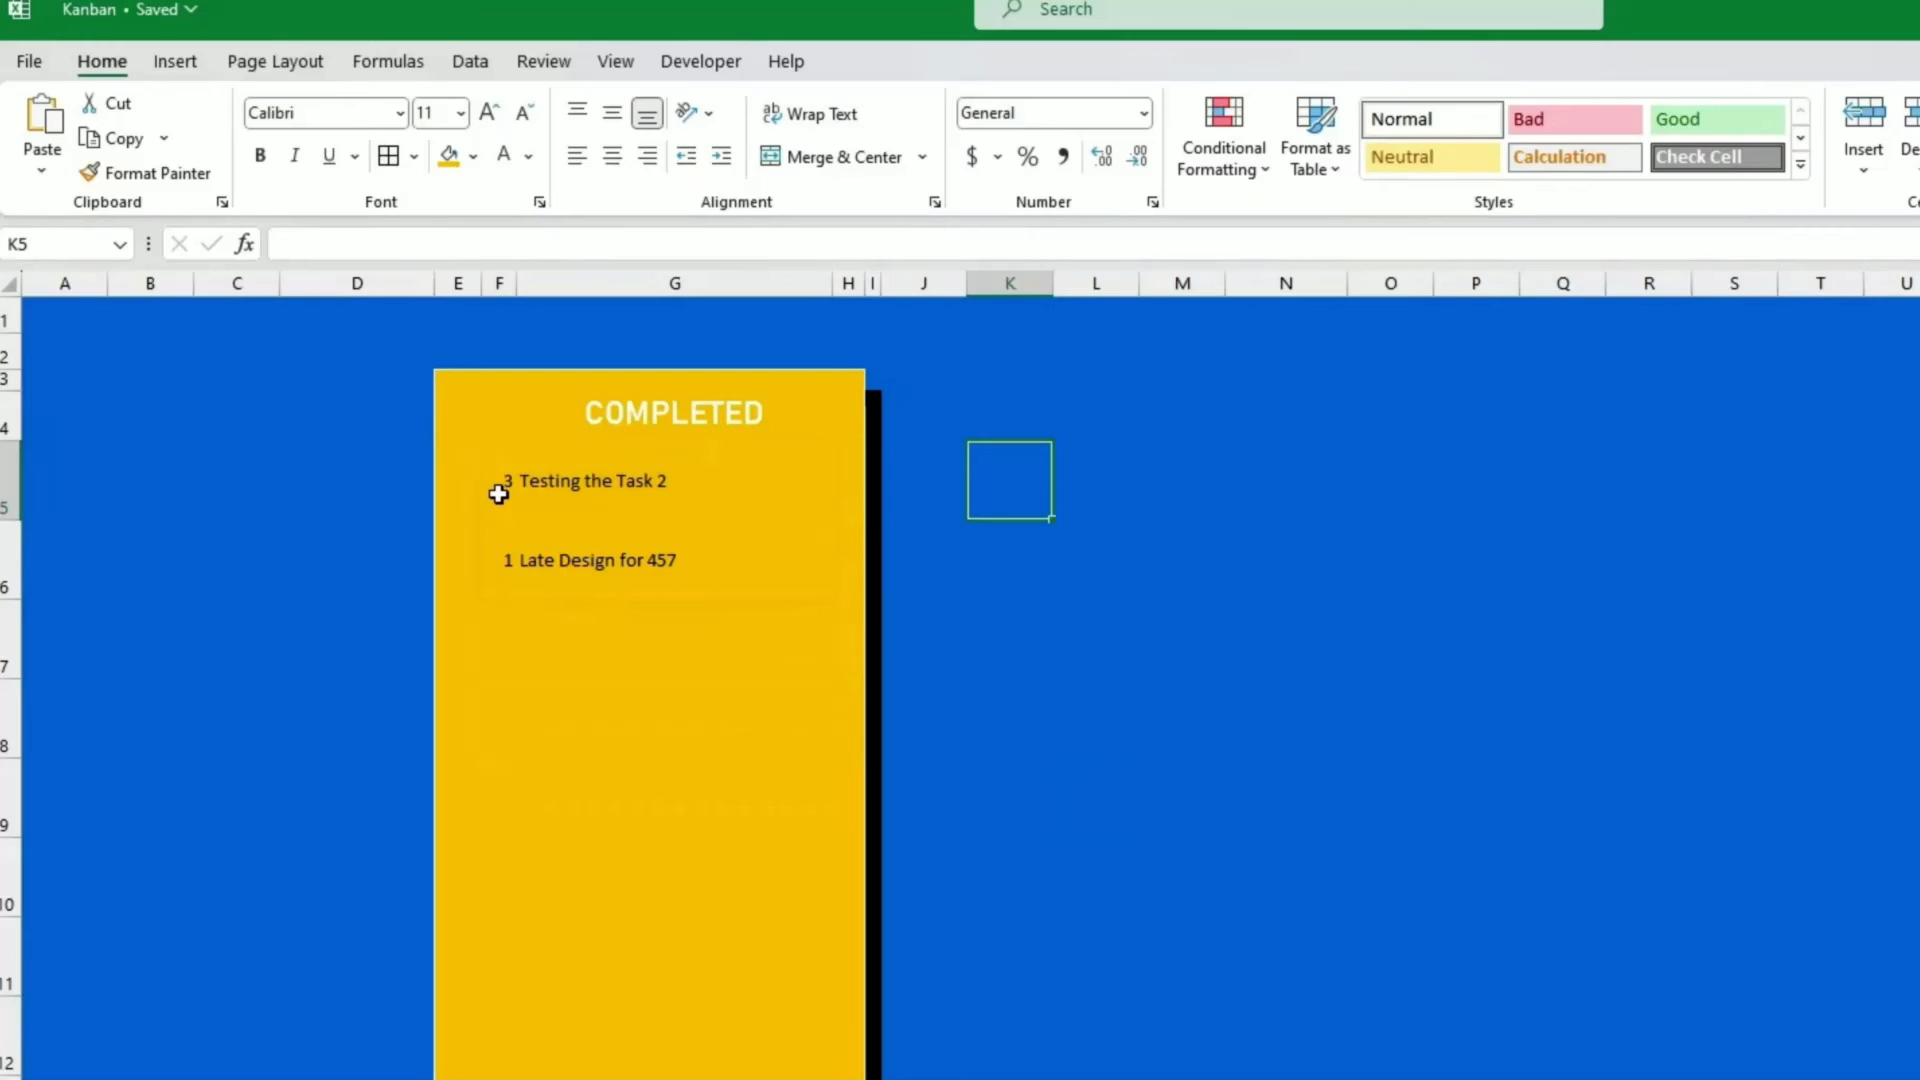 Kanban • Saved
Search
File Home Insert Page Layout Formulas Data Review View Developer Help
Paste
Cut
Copy
Format Painter
Clipboard
Calibri 11
B I U
Font
Wrap Text
Merge & Center
Alignment
General
$ %
Number
Conditional Formatting
Format as Table
Normal Bad Good
Neutral Calculation Check Cell
Styles
Insert
K5
fx
A B C D E F G H I J K L M N O P Q R S T U
1
2
3
4
COMPLETED
3 Testing the Task 2
5
1 Late Design for 457
6
7
8
9
10
11
12